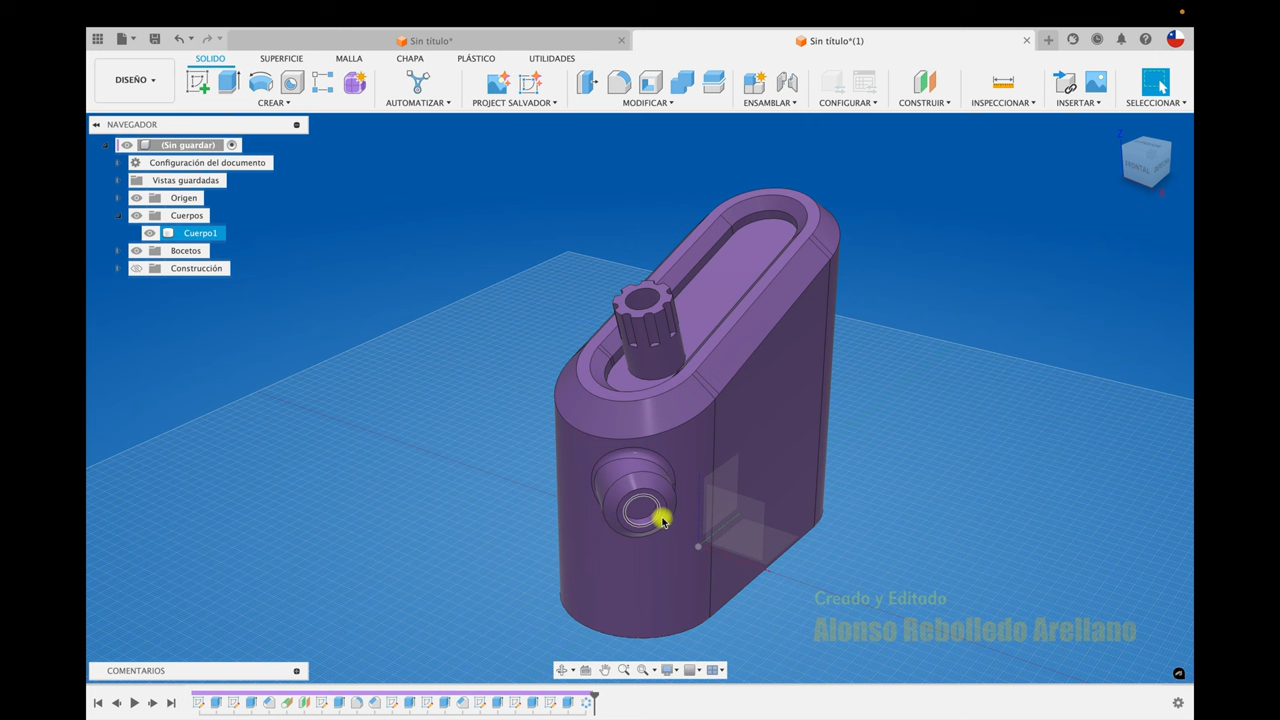 Sin título*
Sin título*(1)
DISEÑO
SOLIDO
SUPERFICIE
MALLA
CHAPA
PLÁSTICO
UTILIDADES
CREAR
AUTOMATIZAR
PROJECT SALVADOR
MODIFICAR
ENSAMBLAR
CONFIGURAR
CONSTRUIR
INSPECCIONAR
INSERTAR
SELECCIONAR
NAVEGADOR
(Sin guardar)
Configuración del documento
Vistas guardadas
Origen
Cuerpos
Cuerpo1
Bocetos
Construcción
Z
FRONTAL
Creado y Editado
Alonso Rebolledo Arellano
COMENTARIOS